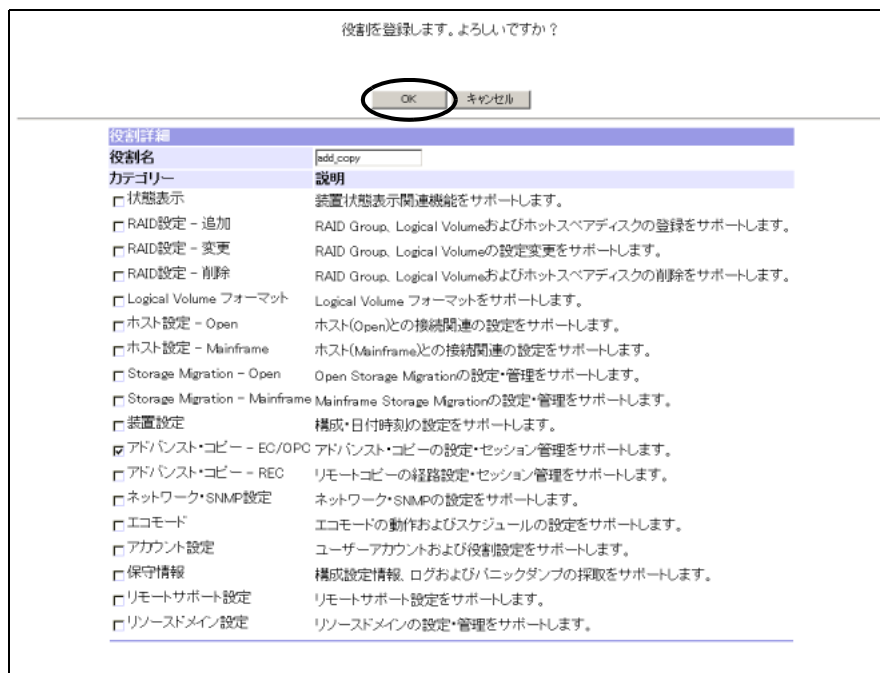 役割を登録します。よろしいですか？
OK キャンセル
役割詳細
役割名 add_copy
カテゴリー 説明
状態表示 装置状態表示関連機能をサポートします。
RAID設定 - 追加 RAID Group、Logical Volumeおよびホットスペアディスクの登録をサポートします。
RAID設定 - 変更 RAID Group、Logical Volumeの設定変更をサポートします。
RAID設定 - 削除 RAID Group、Logical Volumeおよびホットスペアディスクの削除をサポートします。
Logical Volume フォーマット Logical Volume フォーマットをサポートします。
ホスト設定 - Open ホスト(Open)との接続関連の設定をサポートします。
ホスト設定 - Mainframe ホスト(Mainframe)との接続関連の設定をサポートします。
Storage Migration - Open Open Storage Migrationの設定・管理をサポートします。
Storage Migration - Mainframe Mainframe Storage Migrationの設定・管理をサポートします。
装置設定 構成・日付時刻の設定をサポートします。
アドバンスト・コピー - EC/OPC アドバンスト・コピーの設定・セッション管理をサポートします。
アドバンスト・コピー - REC リモートコピーの経路設定・セッション管理をサポートします。
ネットワーク・SNMP設定 ネットワーク・SNMPの設定をサポートします。
エコモード エコモードの動作およびスケジュールの設定をサポートします。
アカウント設定 ユーザーアカウントおよび役割設定をサポートします。
保守情報 構成設定情報、ログおよびパニックダンプの採取をサポートします。
リモートサポート設定 リモートサポート設定をサポートします。
リソースドメイン設定 リソースドメインの設定・管理をサポートします。